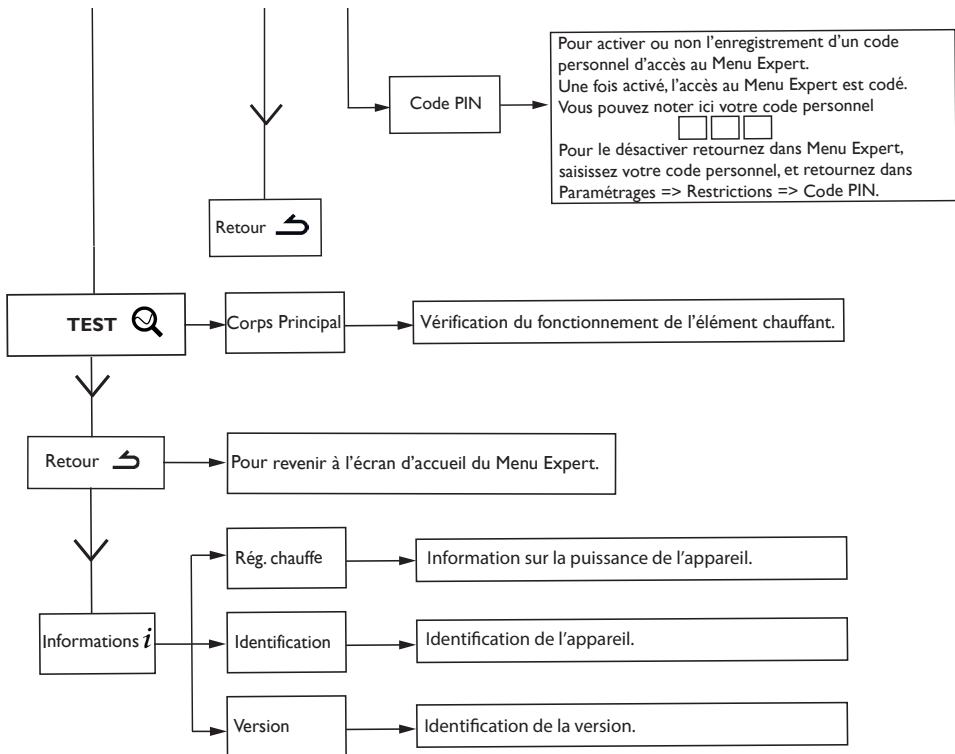 Pour activer ou non l'enregistrement d'un code
personnel d'accès au Menu Expert.
Une fois activé, l'accès au Menu Expert est codé.
Vous pouvez noter ici votre code personnel
Pour le désactiver retournez dans Menu Expert,
saisissez votre code personnel, et retournez dans
Paramétrages => Restrictions => Code PIN.
Code PIN
Retour
TEST
Corps Principal
Vérification du fonctionnement de l'élément chauffant.
Retour
Pour revenir à l'écran d'accueil du Menu Expert.
Rég. chauffe
Information sur la puissance de l'appareil.
Informations i
Identification
Identification de l'appareil.
Version
Identification de la version.